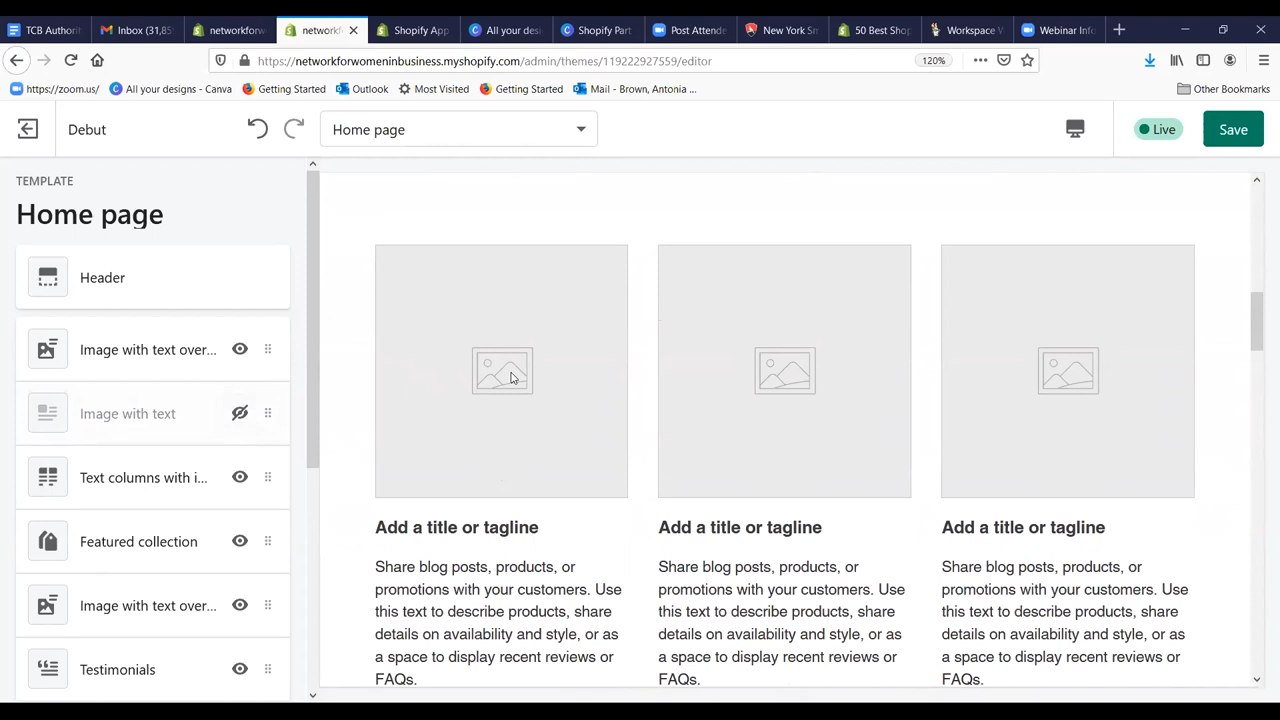 TCB Authorit
Inbox (31,85
networkforw
networkf
Shopify App
All your desi
Shopify Part
Post Attende
New York Sm
50 Best Shop
Workspace
Webinar Info
https://networkforwomeninbusiness.myshopify.com/admin/themes/119222927559/editor
120%
https://zoom.us/
All your designs - Canva
Getting Started
Outlook
Most Visited
Getting Started
Mail - Brown, Antonia ...
Other Bookmarks
Debut
Home page
Live
Save
TEMPLATE
Home page
Header
Image with text over...
Image with text
Text columns with i...
Featured collection
Image with text over...
Testimonials
Add a title or tagline
Share blog posts, products, or
promotions with your customers. Use
this text to describe products, share
details on availability and style, or as
a space to display recent reviews or
FAQs.
Add a title or tagline
Share blog posts, products, or
promotions with your customers. Use
this text to describe products, share
details on availability and style, or as
a space to display recent reviews or
FAQs.
Add a title or tagline
Share blog posts, products, or
promotions with your customers. Use
this text to describe products, share
details on availability and style, or as
a space to display recent reviews or
FAQs.